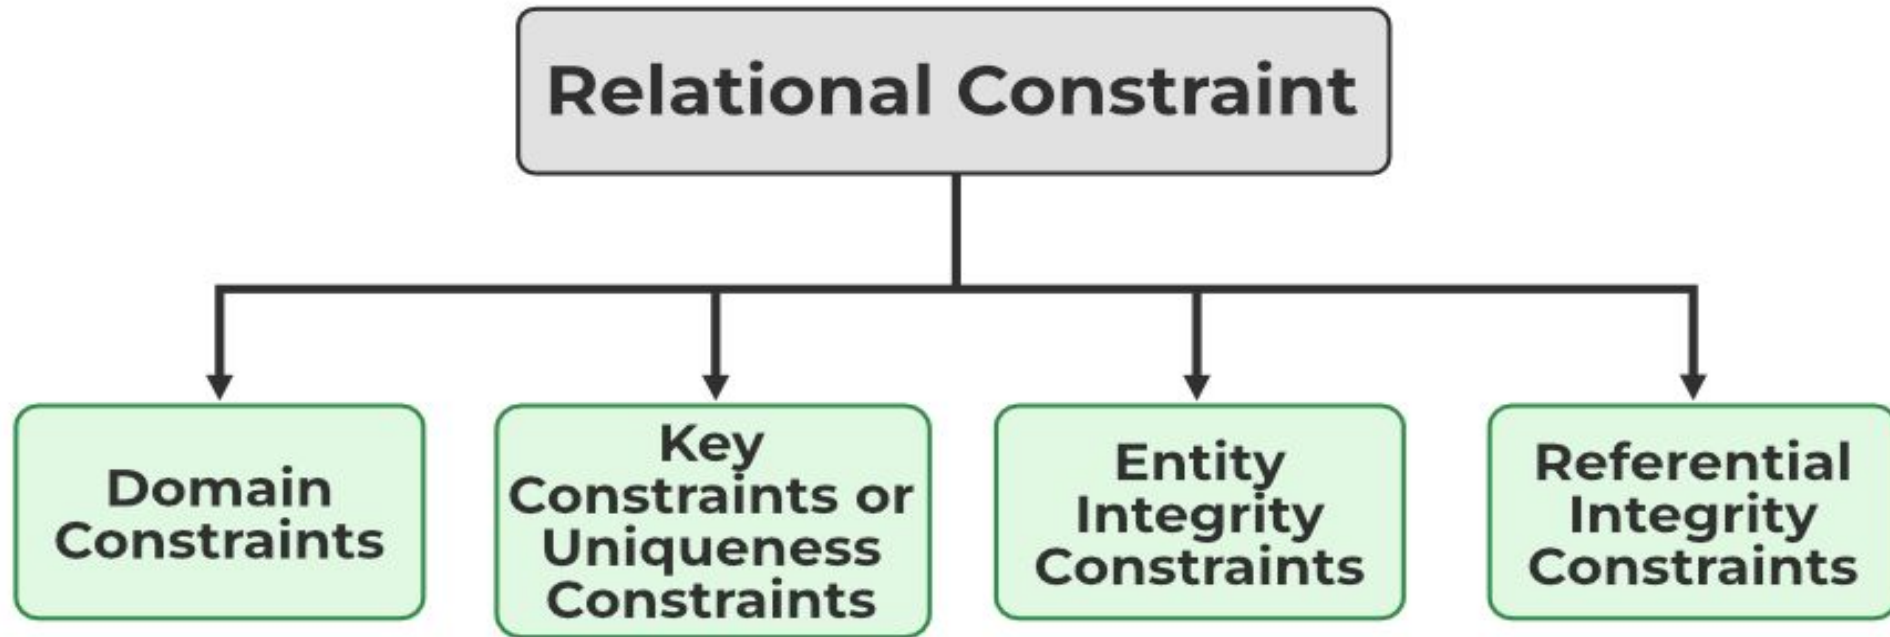 Relational Constraint
Domain
Constraints
Key
Constraints or
Uniqueness
Constraints
Entity
Integrity
Constraints
Referential
Integrity
Constraints